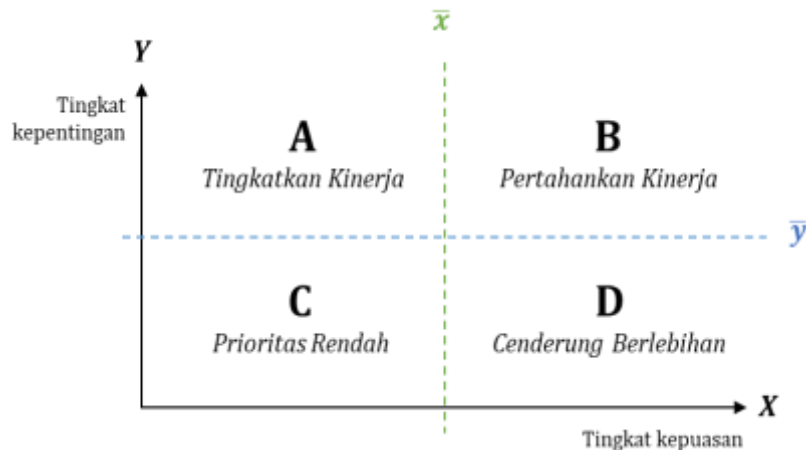 x̅
Y
Tingkat
kepentingan
A
Tingkatkan Kinerja
B
Pertahankan Kinerja
y̅
C
Prioritas Rendah
D
Cenderung Berlebihan
X
Tingkat kepuasan